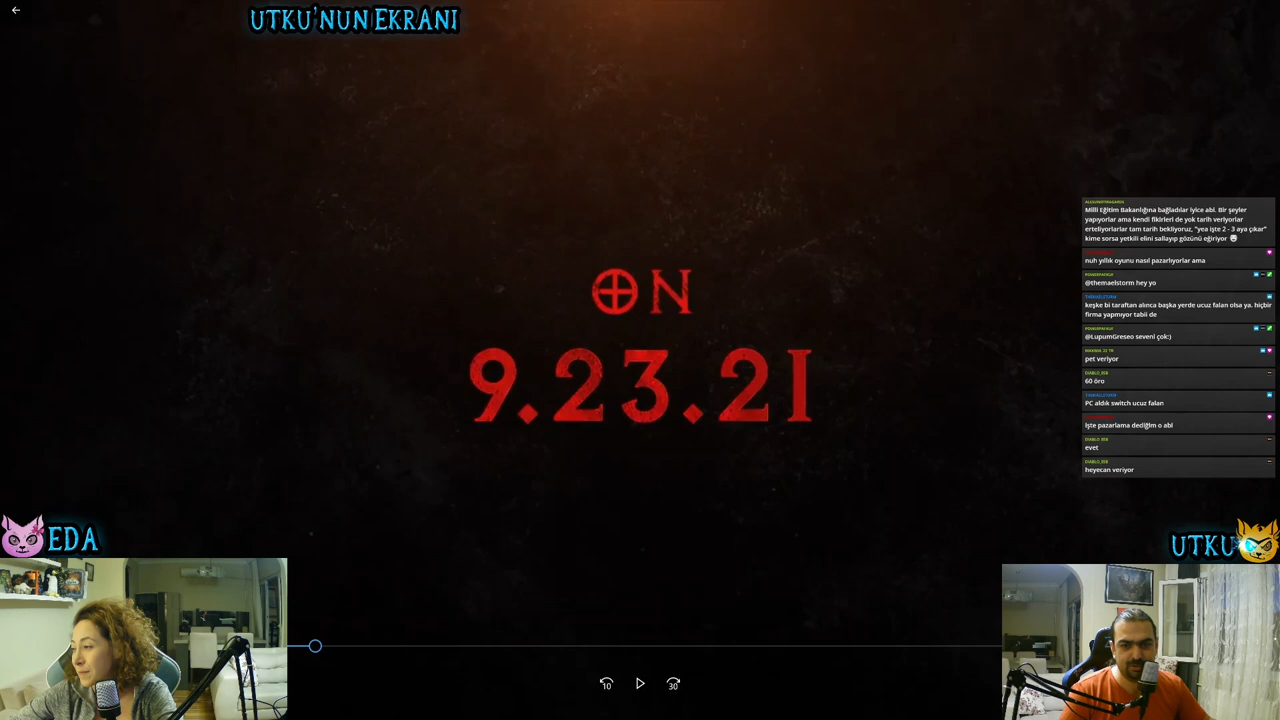 UTKU'NUN EKRANI
ON
9.23.21
Milli Eğitim Bakanlığına bağladılar iyice abi. Bir şeyler
yapıyorlar ama kendi fikirleri de yok tarih veriyorlar
erteliyorlarlar tam tarih bekliyoruz, "yea işte 2 - 3 aya çıkar"
kime sorsa yetkili elini sallayıp gözünü eğiriyor
nuh yıllık oyunu nasıl pazarlıyorlar ama
@themaelstorm hey yo
keşke bi taraftan alınca başka yerde ucuz falan olsa ya. hiçbir
firma yapmıyor tabii de
@LupumGreseo seveni çok:)
pet veriyor
DIABLO_BSB
60 öro
PC aldık switch ucuz falan
işte pazarlama dediğim o abi
DIABLO_BSB
evet
DIABLO_BSB
heyecan veriyor
EDA
UTKU
10
30